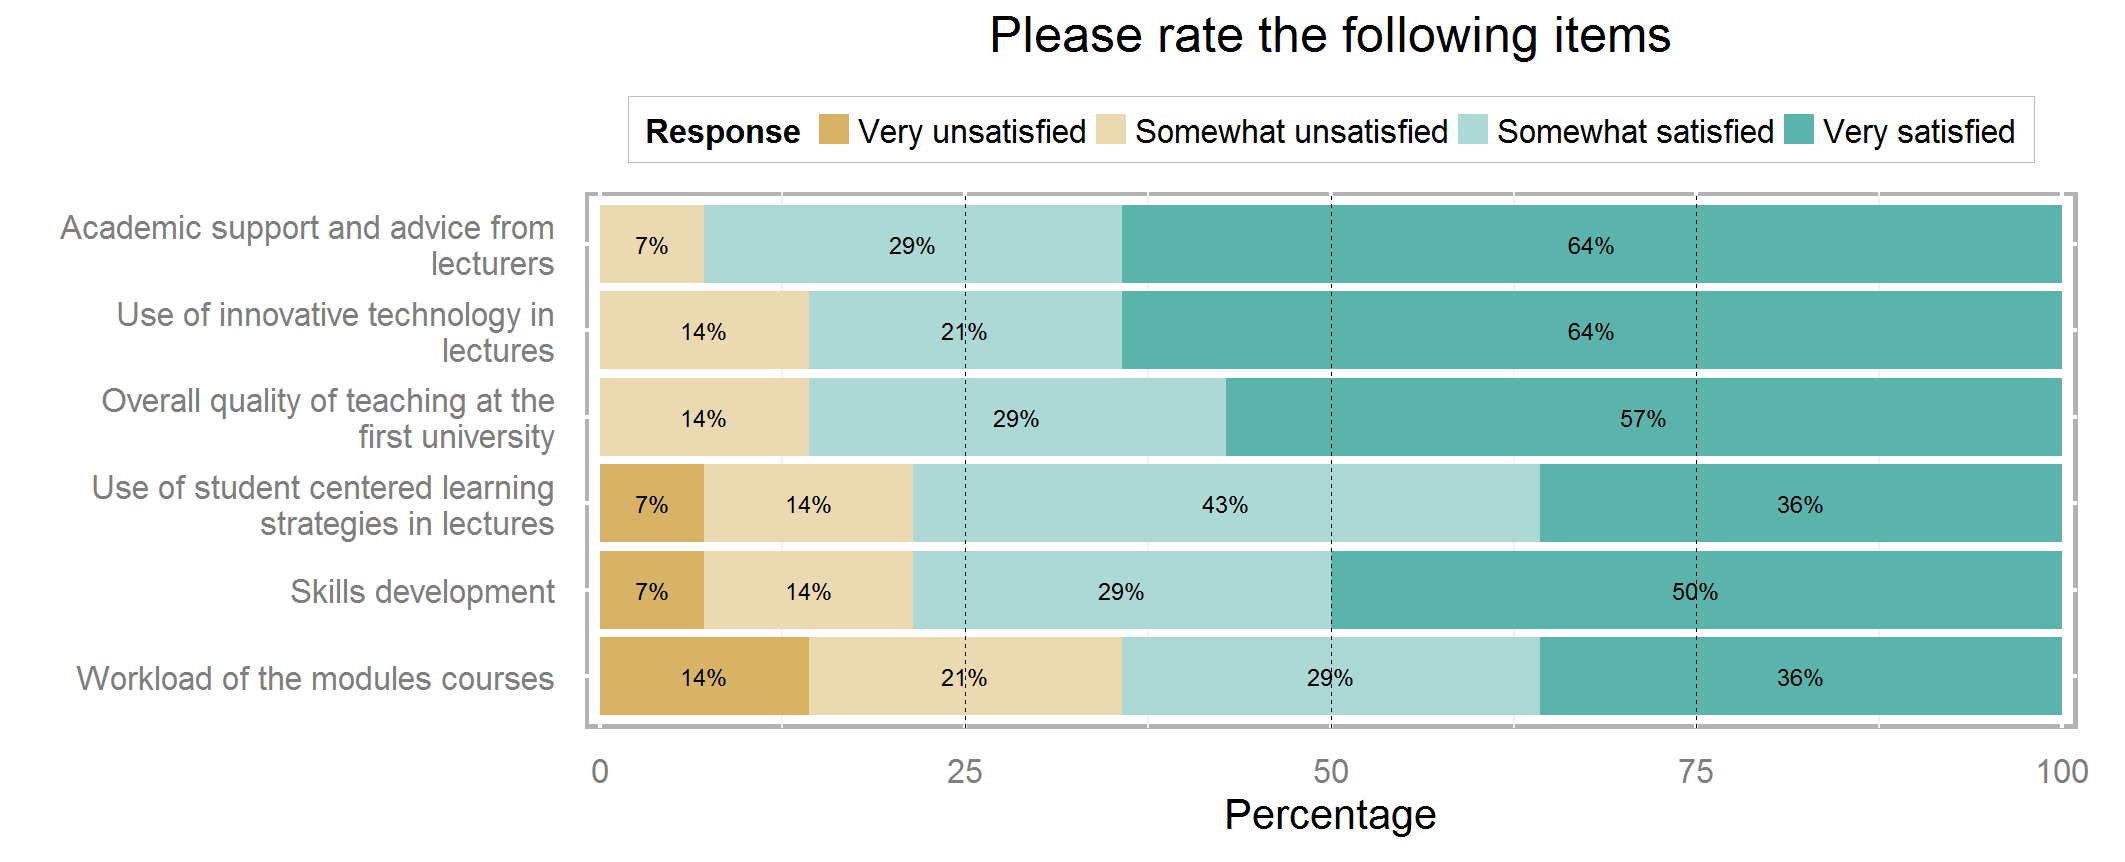 Please rate the following items
Response Very unsatisfied Somewhat unsatisfied Somewhat satisfied Very satisfied
Academic support and advice from
lecturers
7% 29% 64%
Use of innovative technology in
lectures
14% 21% 64%
Overall quality of teaching at the
first university
14% 29% 57%
Use of student centered learning
strategies in lectures
7% 14% 43% 36%
Skills development
7% 14% 29% 50%
Workload of the modules courses
14% 21% 29% 36%
0 25 50 75 100
Percentage